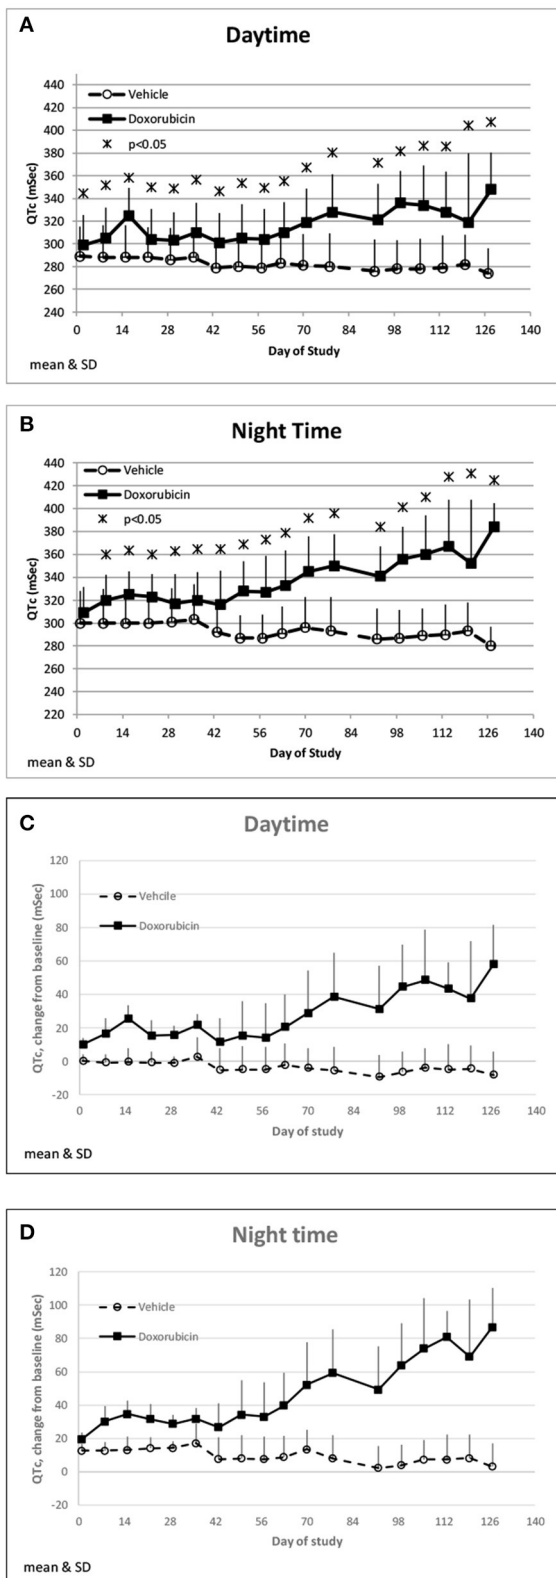 A
Daytime
440
420
400
380
360
340
320
300
280
260
240
QTc (mSec)
Vehicle
Doxorubicin
p<0.05
0 14 28 42 56 70 84 98 112 126 140
Day of Study
mean & SD
B
Night Time
440
420
400
380
360
340
320
300
280
260
240
220
QTc (mSec)
Vehicle
Doxorubicin
p<0.05
0 14 28 42 56 70 84 98 112 126 140
Day of Study
mean & SD
C
Daytime
120
100
80
60
40
20
0
-20
QTc, change from baseline (mSec)
Vehcile
Doxorubicin
0 14 28 42 56 70 84 98 112 126 140
Day of study
mean & SD
D
Night time
120
100
80
60
40
20
0
-20
QTc, change from baseline (mSec)
Vehicle
Doxorubicin
0 14 28 42 56 70 84 98 112 126 140
Day of study
mean & SD